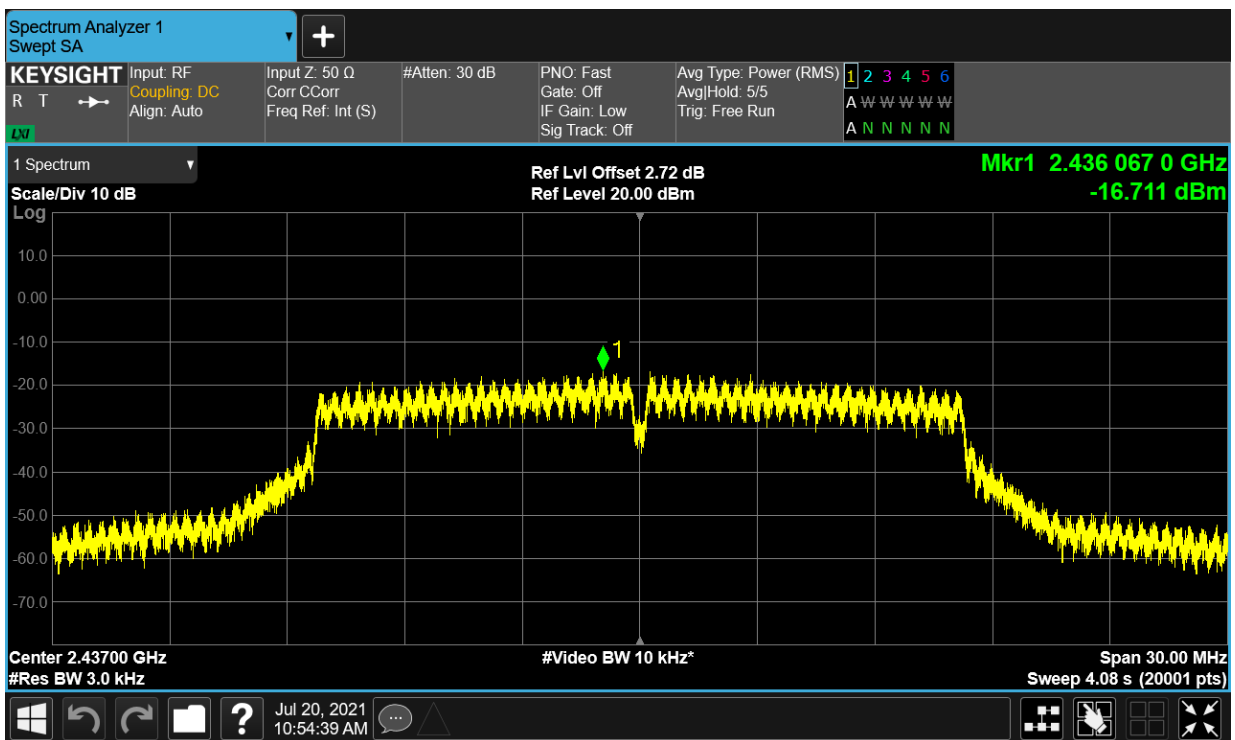 Spectrum Analyzer 1
Swept SA
KEYSIGHT
R T
LXI
Input: RF
Coupling: DC
Align: Auto
Input Z: 50 Ω
Corr CCorr
Freq Ref: Int (S)
#Atten: 30 dB
PNO: Fast
Gate: Off
IF Gain: Low
Sig Track: Off
Avg Type: Power (RMS)
Avg|Hold: 5/5
Trig: Free Run
1 2 3 4 5 6
A W W W W W
A N N N N N
1 Spectrum
Scale/Div 10 dB
Log
Ref Lvl Offset 2.72 dB
Ref Level 20.00 dBm
Mkr1 2.436 067 0 GHz
-16.711 dBm
10.0
0.00
-10.0
1
-20.0
-30.0
-40.0
-50.0
-60.0
-70.0
Center 2.43700 GHz
#Res BW 3.0 kHz
#Video BW 10 kHz*
Span 30.00 MHz
Sweep 4.08 s (20001 pts)
?
Jul 20, 2021
10:54:39 AM